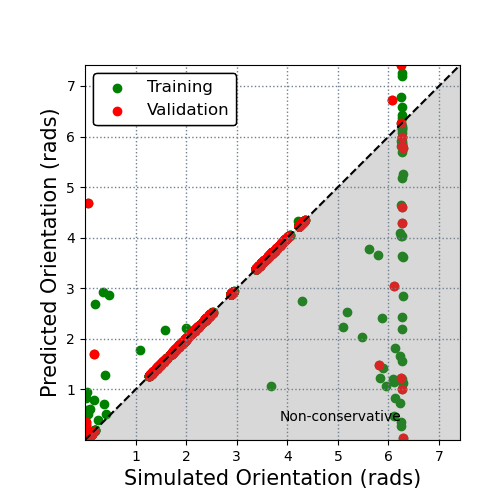 Training
Validation
Predicted Orientation (rads)
7
6
5
4
3
2
1
Non-conservative
1 2 3 4 5 6 7
Simulated Orientation (rads)